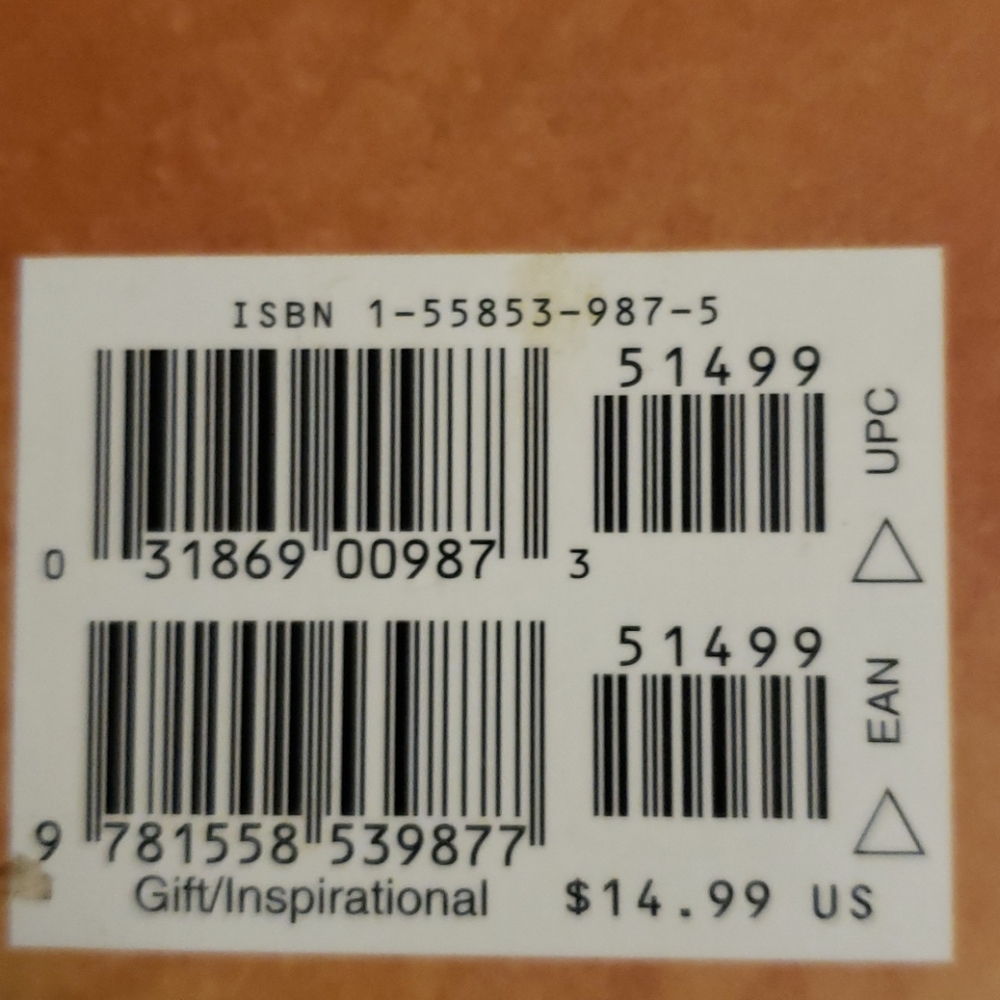 ISBN 1-55853-987-5
51499
UPC
0 31869 00987 3
51499
EAN
9 781558 539877
Gift/Inspirational $14.99 US